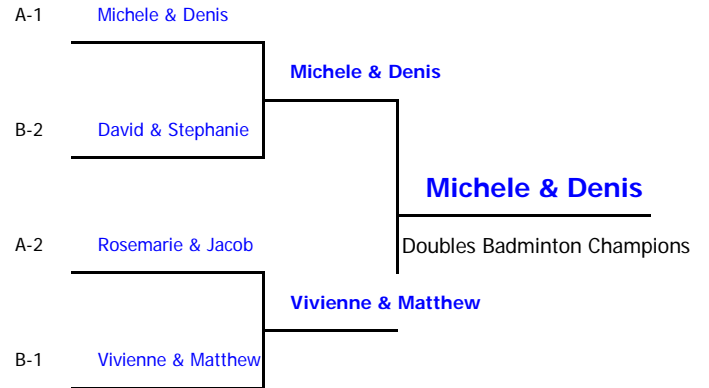 A-1 Michele & Denis
Michele & Denis
B-2 David & Stephanie
Michele & Denis
A-2 Rosemarie & Jacob
Doubles Badminton Champions
Vivienne & Matthew
B-1 Vivienne & Matthew